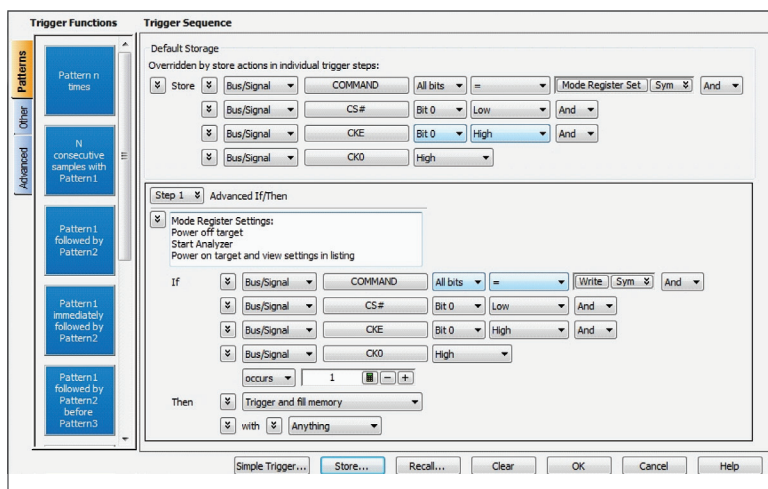 Trigger Functions
Trigger Sequence
Patterns
Other
Advanced
Pattern n
times
N
consecutive
samples with
Pattern1
Pattern1
followed by
Pattern2
Pattern1
immediately
followed by
Pattern2
Pattern1
followed by
Pattern2
before
Pattern3
Default Storage
Overridden by store actions in individual trigger steps:
Store Bus/Signal COMMAND All bits = Mode Register Set Sym And
Bus/Signal CS# Bit 0 Low And
Bus/Signal CKE Bit 0 High And
Bus/Signal CK0 High
Step 1 Advanced If/Then
Mode Register Settings:
Power off target
Start Analyzer
Power on target and view settings in listing
If Bus/Signal COMMAND All bits = Write Sym And
Bus/Signal CS# Bit 0 Low And
Bus/Signal CKE Bit 0 High And
Bus/Signal CK0 High
occurs 1 − +
Then Trigger and fill memory
with Anything
Simple Trigger... Store... Recall... Clear OK Cancel Help